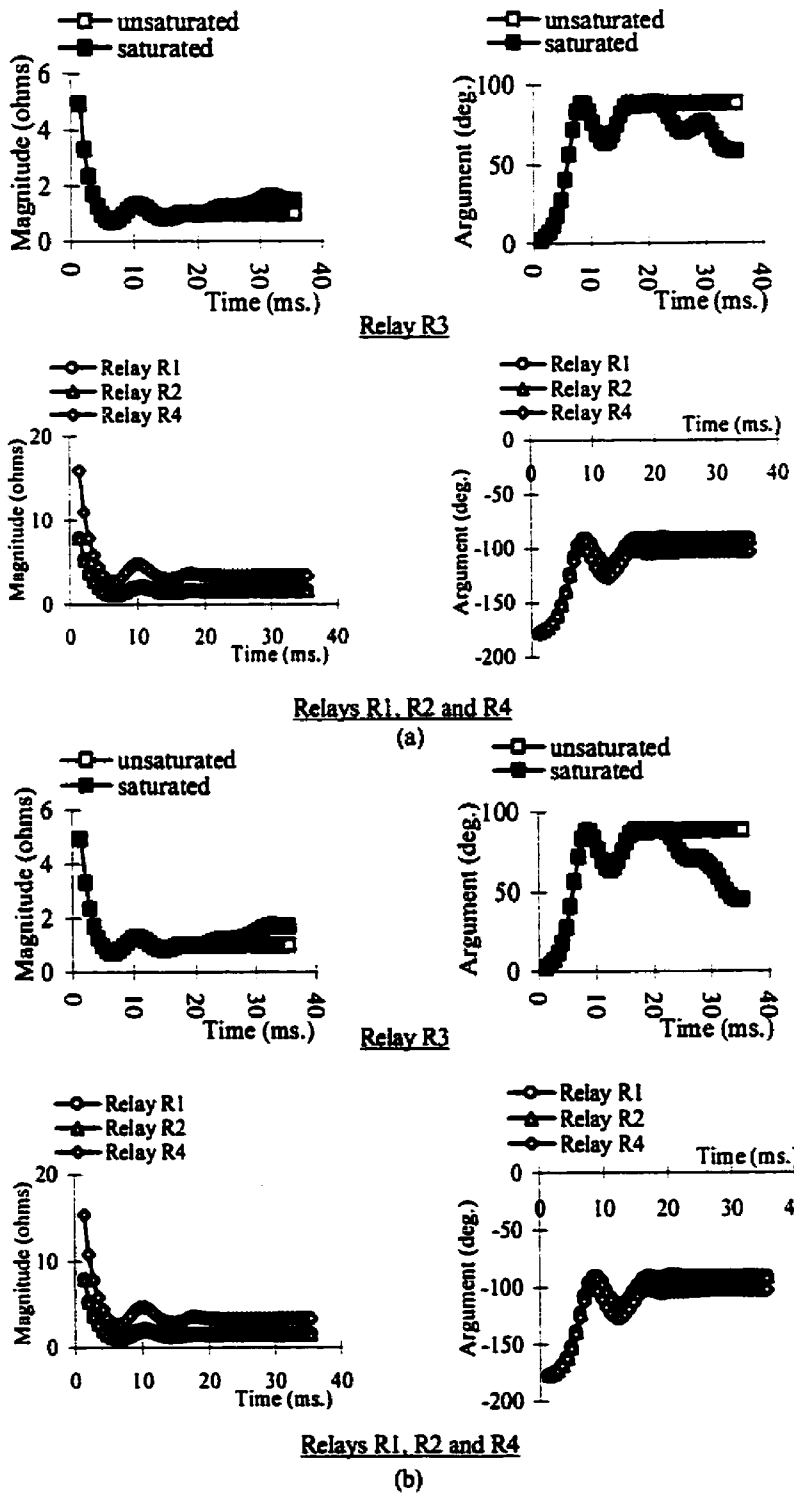 unsaturated
saturated
Magnitude (ohms)
6
4
2
0
0
10
20
30
40
Time (ms.)
unsaturated
saturated
Argument (deg.)
100
50
0
0
10
20
30
40
Time (ms.)
Relay R3
Relay R1
Relay R2
Relay R4
Magnitude (ohms)
20
10
0
0
10
20
30
40
Time (ms.)
Relay R1
Relay R2
Relay R4
Time (ms.)
Argument (deg.)
0
-50
-100
-150
-200
0
10
20
30
40
Relays R1, R2 and R4
(a)
unsaturated
saturated
Magnitude (ohms)
6
4
2
0
0
10
20
30
40
Time (ms.)
unsaturated
saturated
Argument (deg.)
100
50
0
0
10
20
30
40
Time (ms.)
Relay R3
Relay R1
Relay R2
Relay R4
Magnitude (ohms)
20
10
0
0
10
20
30
40
Time (ms.)
Relay R1
Relay R2
Relay R4
Time (ms.)
Argument (deg.)
0
-50
-100
-150
-200
0
10
20
30
40
Relays R1, R2 and R4
(b)